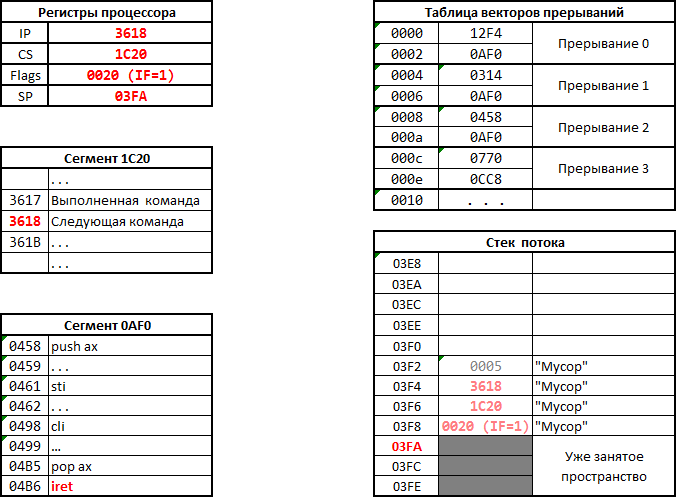 Регистры процессора
IP 3618
CS 1C20
Flags 0020 (IF=1)
SP 03FA
Сегмент 1C20
...
3617 Выполненная команда
3618 Следующая команда
361B ...
...
Сегмент 0AF0
0458 push ax
0459 ...
0461 sti
0462 ...
0498 cli
0499 ...
04B5 pop ax
04B6 iret
Таблица векторов прерываний
0000 12F4 Прерывание 0
0002 0AF0
0004 0314 Прерывание 1
0006 0AF0
0008 0458 Прерывание 2
000a 0AF0
000c 0770 Прерывание 3
000e 0CC8
0010 . . .
Стек потока
03E8
03EA
03EC
03EE
03F0
03F2 0005 "Мусор"
03F4 3618 "Мусор"
03F6 1C20 "Мусор"
03F8 0020 (IF=1) "Мусор"
03FA
03FC
03FE
Уже занятое
пространство